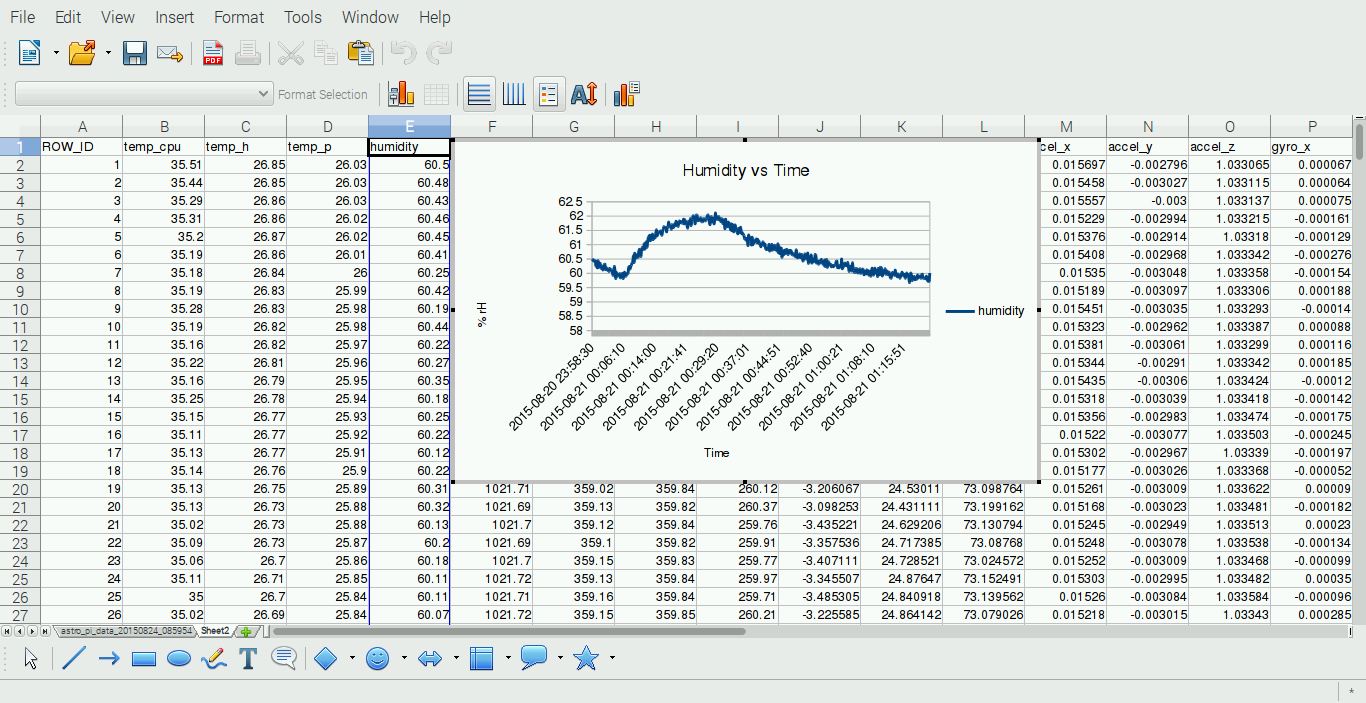 File Edit View Insert Format Tools Window Help
PDF
Format Selection
A B C D E F G H I J K L M N O P
1 ROW_ID temp_cpu temp_h temp_p humidity cel_x accel_y accel_z gyro_x
2 1 35.51 26.85 26.03 60.5 0.015697 -0.002796 1.033065 0.000067
3 2 35.44 26.85 26.03 60.48 0.015458 -0.003027 1.033115 0.000064
4 3 35.29 26.86 26.03 60.43 0.015557 -0.003 1.033137 0.000075
5 4 35.31 26.86 26.02 60.46 0.015229 -0.002994 1.033215 -0.000161
6 5 35.2 26.87 26.02 60.45 0.015376 -0.002914 1.03318 -0.000129
7 6 35.19 26.86 26.01 60.41 0.015408 -0.002968 1.033342 -0.000276
8 7 35.18 26.84 26 60.25 0.01535 -0.003048 1.033358 -0.000154
9 8 35.19 26.83 25.99 60.42 0.015189 -0.003097 1.033306 0.000188
10 9 35.28 26.83 25.98 60.19 0.015451 -0.003035 1.033293 -0.00014
11 10 35.19 26.82 25.98 60.44 0.015323 -0.002962 1.033387 0.000088
12 11 35.16 26.82 25.97 60.22 0.015381 -0.003061 1.033299 0.000116
13 12 35.22 26.81 25.96 60.27 0.015344 -0.00291 1.033342 0.000185
14 13 35.16 26.79 25.95 60.35 0.015435 -0.00306 1.033424 -0.00012
15 14 35.25 26.78 25.94 60.18 0.015318 -0.003039 1.033418 -0.000142
16 15 35.15 26.77 25.93 60.25 0.015356 -0.002983 1.033474 -0.000175
17 16 35.11 26.77 25.92 60.22 0.01522 -0.003077 1.033503 -0.000245
18 17 35.13 26.77 25.91 60.12 0.015302 -0.002967 1.03339 -0.000197
19 18 35.14 26.76 25.9 60.22 0.015177 -0.003026 1.033368 -0.000052
20 19 35.13 26.75 25.89 60.31 1021.71 359.02 359.84 260.12 -3.206067 24.53011 73.098764 0.015261 -0.003009 1.033622 0.00009
21 20 35.13 26.73 25.88 60.32 1021.69 359.13 359.82 260.37 -3.098253 24.431111 73.199162 0.015168 -0.003023 1.033481 -0.000182
22 21 35.02 26.73 25.88 60.13 1021.7 359.12 359.84 259.76 -3.435221 24.629206 73.130794 0.015245 -0.002949 1.033513 0.00023
23 22 35.09 26.73 25.87 60.2 1021.69 359.1 359.82 259.91 -3.357536 24.717385 73.08768 0.015248 -0.003078 1.033538 -0.000134
24 23 35.06 26.7 25.86 60.18 1021.7 359.15 359.83 259.77 -3.407111 24.728521 73.024572 0.015252 -0.003009 1.033468 -0.000099
25 24 35.11 26.71 25.85 60.11 1021.72 359.13 359.84 259.97 -3.345507 24.87647 73.152491 0.015303 -0.002995 1.033482 0.00035
26 25 35 26.7 25.84 60.11 1021.71 359.16 359.84 259.71 -3.485305 24.840918 73.139562 0.01526 -0.003084 1.033584 -0.000096
27 26 35.02 26.69 25.84 60.07 1021.72 359.15 359.85 260.21 -3.225585 24.864142 73.079026 0.015218 -0.003015 1.03343 0.000285
Humidity vs Time
62.5
62
61.5
61
60.5
60
59.5
59
58.5
58
% rH
humidity
2015-08-20 23:58:30
2015-08-21 00:06:10
2015-08-21 00:14:00
2015-08-21 00:21:41
2015-08-21 00:29:20
2015-08-21 00:37:01
2015-08-21 00:44:51
2015-08-21 00:52:40
2015-08-21 01:00:21
2015-08-21 01:08:10
2015-08-21 01:15:51
Time
astro_pi_data_20150824_085954 Sheet2
T
*